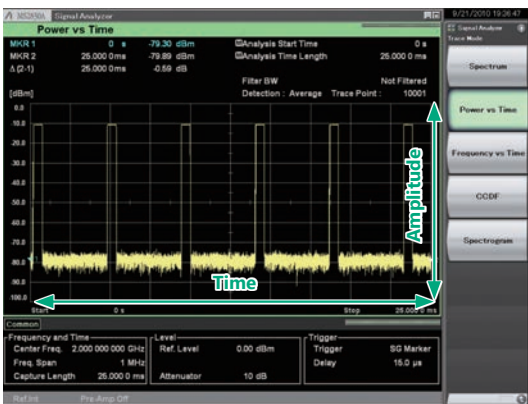 MS2830A Signal Analyzer
9/21/2010 19:26:47
Power vs Time
Signal Analyzer
Trace Mode
MKR 1 0 s -79.30 dBm Analysis Start Time 0 s
MKR 2 25.000 0ms -79.89 dBm Analysis Time Length 25.000 0 ms
Δ (2-1) 25.000 0ms -0.59 dB
Filter BW Not Filtered
[dBm] Detection : Average Trace Point : 10001
Spectrum
Power vs Time
Frequency vs Time
CCDF
Spectrogram
0.0
-10.0
-20.0
-30.0
-40.0
-50.0
-60.0
-70.0
-80.0
-90.0
-100.0
Amplitude
Time
Start 0 s Stop 25.000 0 ms
Common
Frequency and Time Level Trigger
Center Freq. 2.000 000 000 GHz Ref. Level 0.00 dBm Trigger SG Marker
Freq. Span 1 MHz Delay 15.0 µs
Capture Length 25.000 0 ms Attenuator 10 dB
Ref.Int Pre-Amp Off